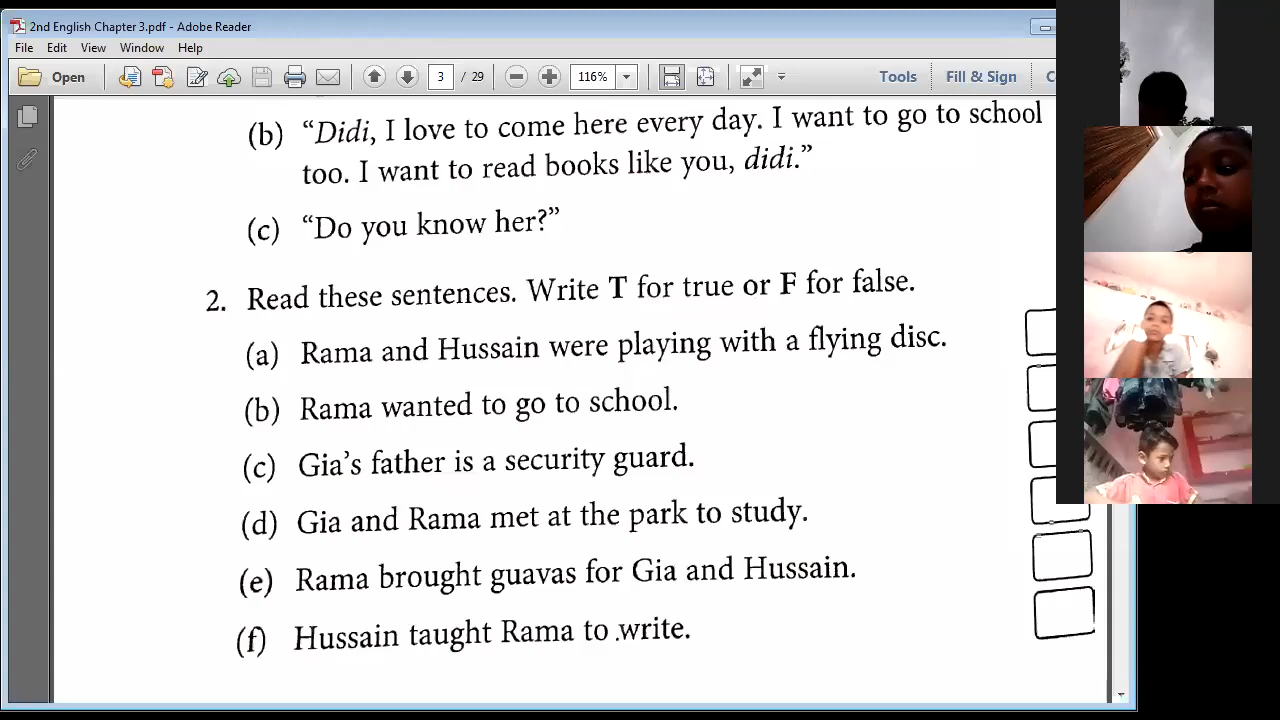 2nd English Chapter 3.pdf - Adobe Reader
File Edit View Window Help
Open 3 / 29 116% Tools Fill & Sign
(b) “Didi, I love to come here every day. I want to go to school
too. I want to read books like you, didi.”
(c) “Do you know her?”
2. Read these sentences. Write T for true or F for false.
(a) Rama and Hussain were playing with a flying disc.
(b) Rama wanted to go to school.
(c) Gia’s father is a security guard.
(d) Gia and Rama met at the park to study.
(e) Rama brought guavas for Gia and Hussain.
(f) Hussain taught Rama to .write.